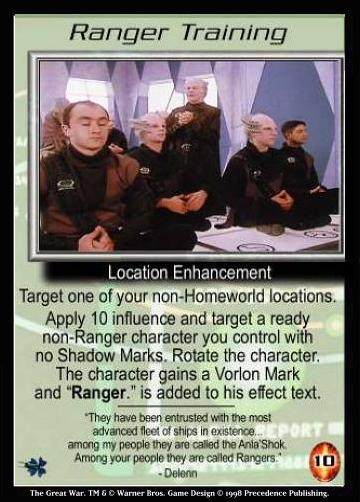 Ranger Training
Location Enhancement
Target one of your non-Homeworld locations.
Apply 10 influence and target a ready
non-Ranger character you control with
no Shadow Marks. Rotate the character.
The character gains a Vorlon Mark
and "Ranger." is added to his effect text.
"They have been entrusted with the most
advanced fleet of ships in existence...
among my people they are called the Anla'Shok.
Among your people they are called Rangers."
- Delenn
10
The Great War. TM & © Warner Bros. Game Design © 1998 Precedence Publishing.